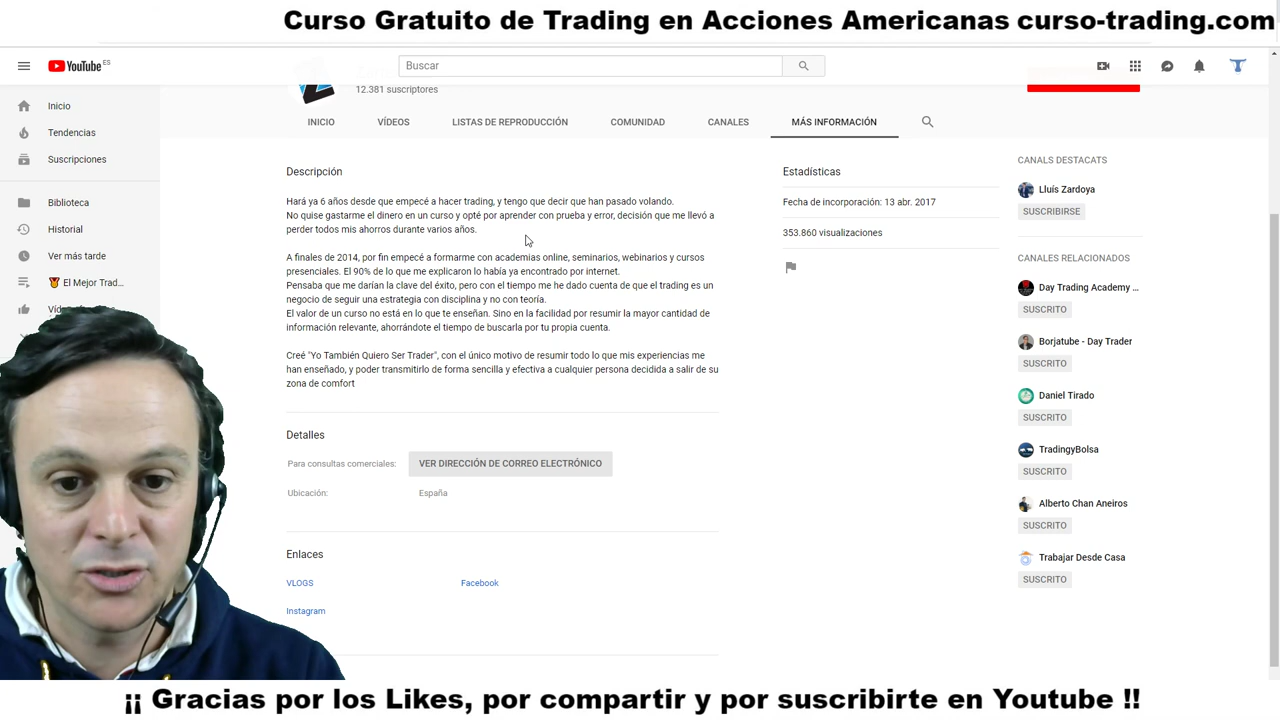 Curso Gratuito de Trading en Acciones Americanas curso-trading.com
YouTube ES
Buscar
12.381 suscriptores
INICIO
VÍDEOS
LISTAS DE REPRODUCCIÓN
COMUNIDAD
CANALES
MÁS INFORMACIÓN
Inicio
Tendencias
Suscripciones
Biblioteca
Historial
Ver más tarde
El Mejor Trad...
Descripción
Hará ya 6 años desde que empecé a hacer trading, y tengo que decir que han pasado volando.
No quise gastarme el dinero en un curso y opté por aprender con prueba y error, decisión que me llevó a
perder todos mis ahorros durante varios años.
A finales de 2014, por fin empecé a formarme con academias online, seminarios, webinarios y cursos
presenciales. El 90% de lo que me explicaron lo había ya encontrado por internet.
Pensaba que me darían la clave del éxito, pero con el tiempo me he dado cuenta de que el trading es un
negocio de seguir una estrategia con disciplina y no con teoría.
El valor de un curso no está en lo que te enseñan. Sino en la facilidad por resumir la mayor cantidad de
información relevante, ahorrándote el tiempo de buscarla por tu propia cuenta.
Creé "Yo También Quiero Ser Trader", con el único motivo de resumir todo lo que mis experiencias me
han enseñado, y poder transmitirlo de forma sencilla y efectiva a cualquier persona decidida a salir de su
zona de comfort
Detalles
Para consultas comerciales:
VER DIRECCIÓN DE CORREO ELECTRÓNICO
Ubicación:
España
Enlaces
VLOGS
Facebook
Instagram
Estadísticas
Fecha de incorporación: 13 abr. 2017
353.860 visualizaciones
CANALS DESTACATS
Lluís Zardoya
SUSCRIBIRSE
CANALES RELACIONADOS
Day Trading Academy ...
SUSCRITO
Borjatube - Day Trader
SUSCRITO
Daniel Tirado
SUSCRITO
TradingyBolsa
SUSCRITO
Alberto Chan Aneiros
SUSCRITO
Trabajar Desde Casa
SUSCRITO
¡¡ Gracias por los Likes, por compartir y por suscribirte en Youtube !!